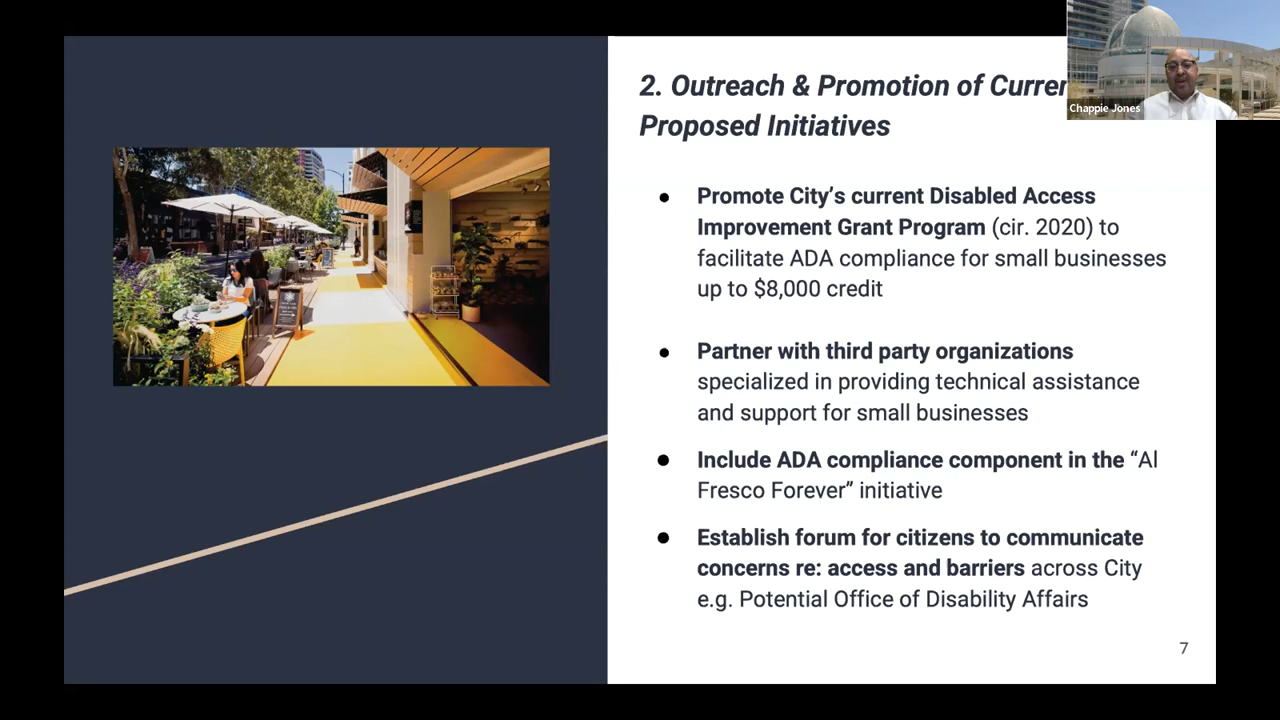 2. Outreach & Promotion of
Proposed Initiatives
Chappie Jones
● Promote City’s current Disabled Access
Improvement Grant Program (cir. 2020) to
facilitate ADA compliance for small businesses
up to $8,000 credit
● Partner with third party organizations
specialized in providing technical assistance
and support for small businesses
● Include ADA compliance component in the “Al
Fresco Forever” initiative
● Establish forum for citizens to communicate
concerns re: access and barriers across City
e.g. Potential Office of Disability Affairs
7